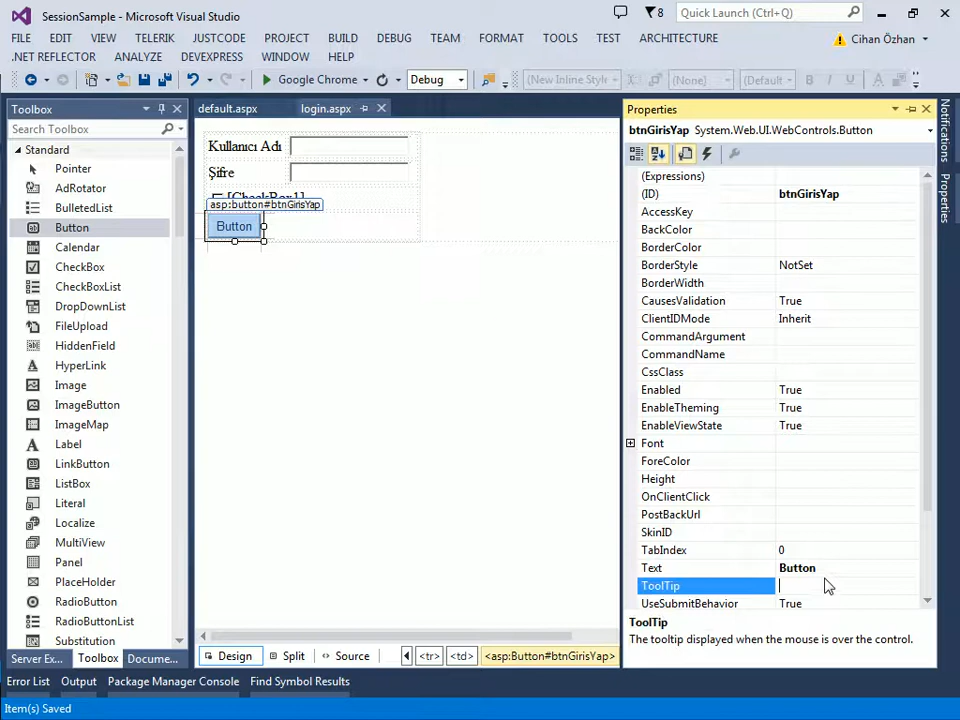 SessionSample - Microsoft Visual Studio
8
Quick Launch (Ctrl+Q)
FILE EDIT VIEW TELERIK JUSTCODE PROJECT BUILD DEBUG TEAM FORMAT TOOLS TEST ARCHITECTURE
Cihan Özhan
.NET REFLECTOR ANALYZE DEVEXPRESS WINDOW HELP
Google Chrome
Debug
(New Inline Style)
(None)
(Default)
B I U A
Toolbox
Search Toolbox
Standard
Pointer
AdRotator
BulletedList
Button
Calendar
CheckBox
CheckBoxList
DropDownList
FileUpload
HiddenField
HyperLink
Image
ImageButton
ImageMap
Label
LinkButton
ListBox
Literal
Localize
MultiView
Panel
PlaceHolder
RadioButton
RadioButtonList
Substitution
Server Ex... Toolbox Docume...
default.aspx login.aspx
Kullanıcı Adı
Şifre
[CheckBox1]
asp:button#btnGirisYap
Button
Design Split Source <tr> <td> <asp:Button#btnGirisYap>
Properties
btnGirisYap System.Web.UI.WebControls.Button
(Expressions)
(ID) btnGirisYap
AccessKey
BackColor
BorderColor
BorderStyle NotSet
BorderWidth
CausesValidation True
ClientIDMode Inherit
CommandArgument
CommandName
CssClass
Enabled True
EnableTheming True
EnableViewState True
Font
ForeColor
Height
OnClientClick
PostBackUrl
SkinID
TabIndex 0
Text Button
ToolTip
UseSubmitBehavior True
ToolTip
The tooltip displayed when the mouse is over the control.
Notifications
Properties
Error List Output Package Manager Console Find Symbol Results
Item(s) Saved